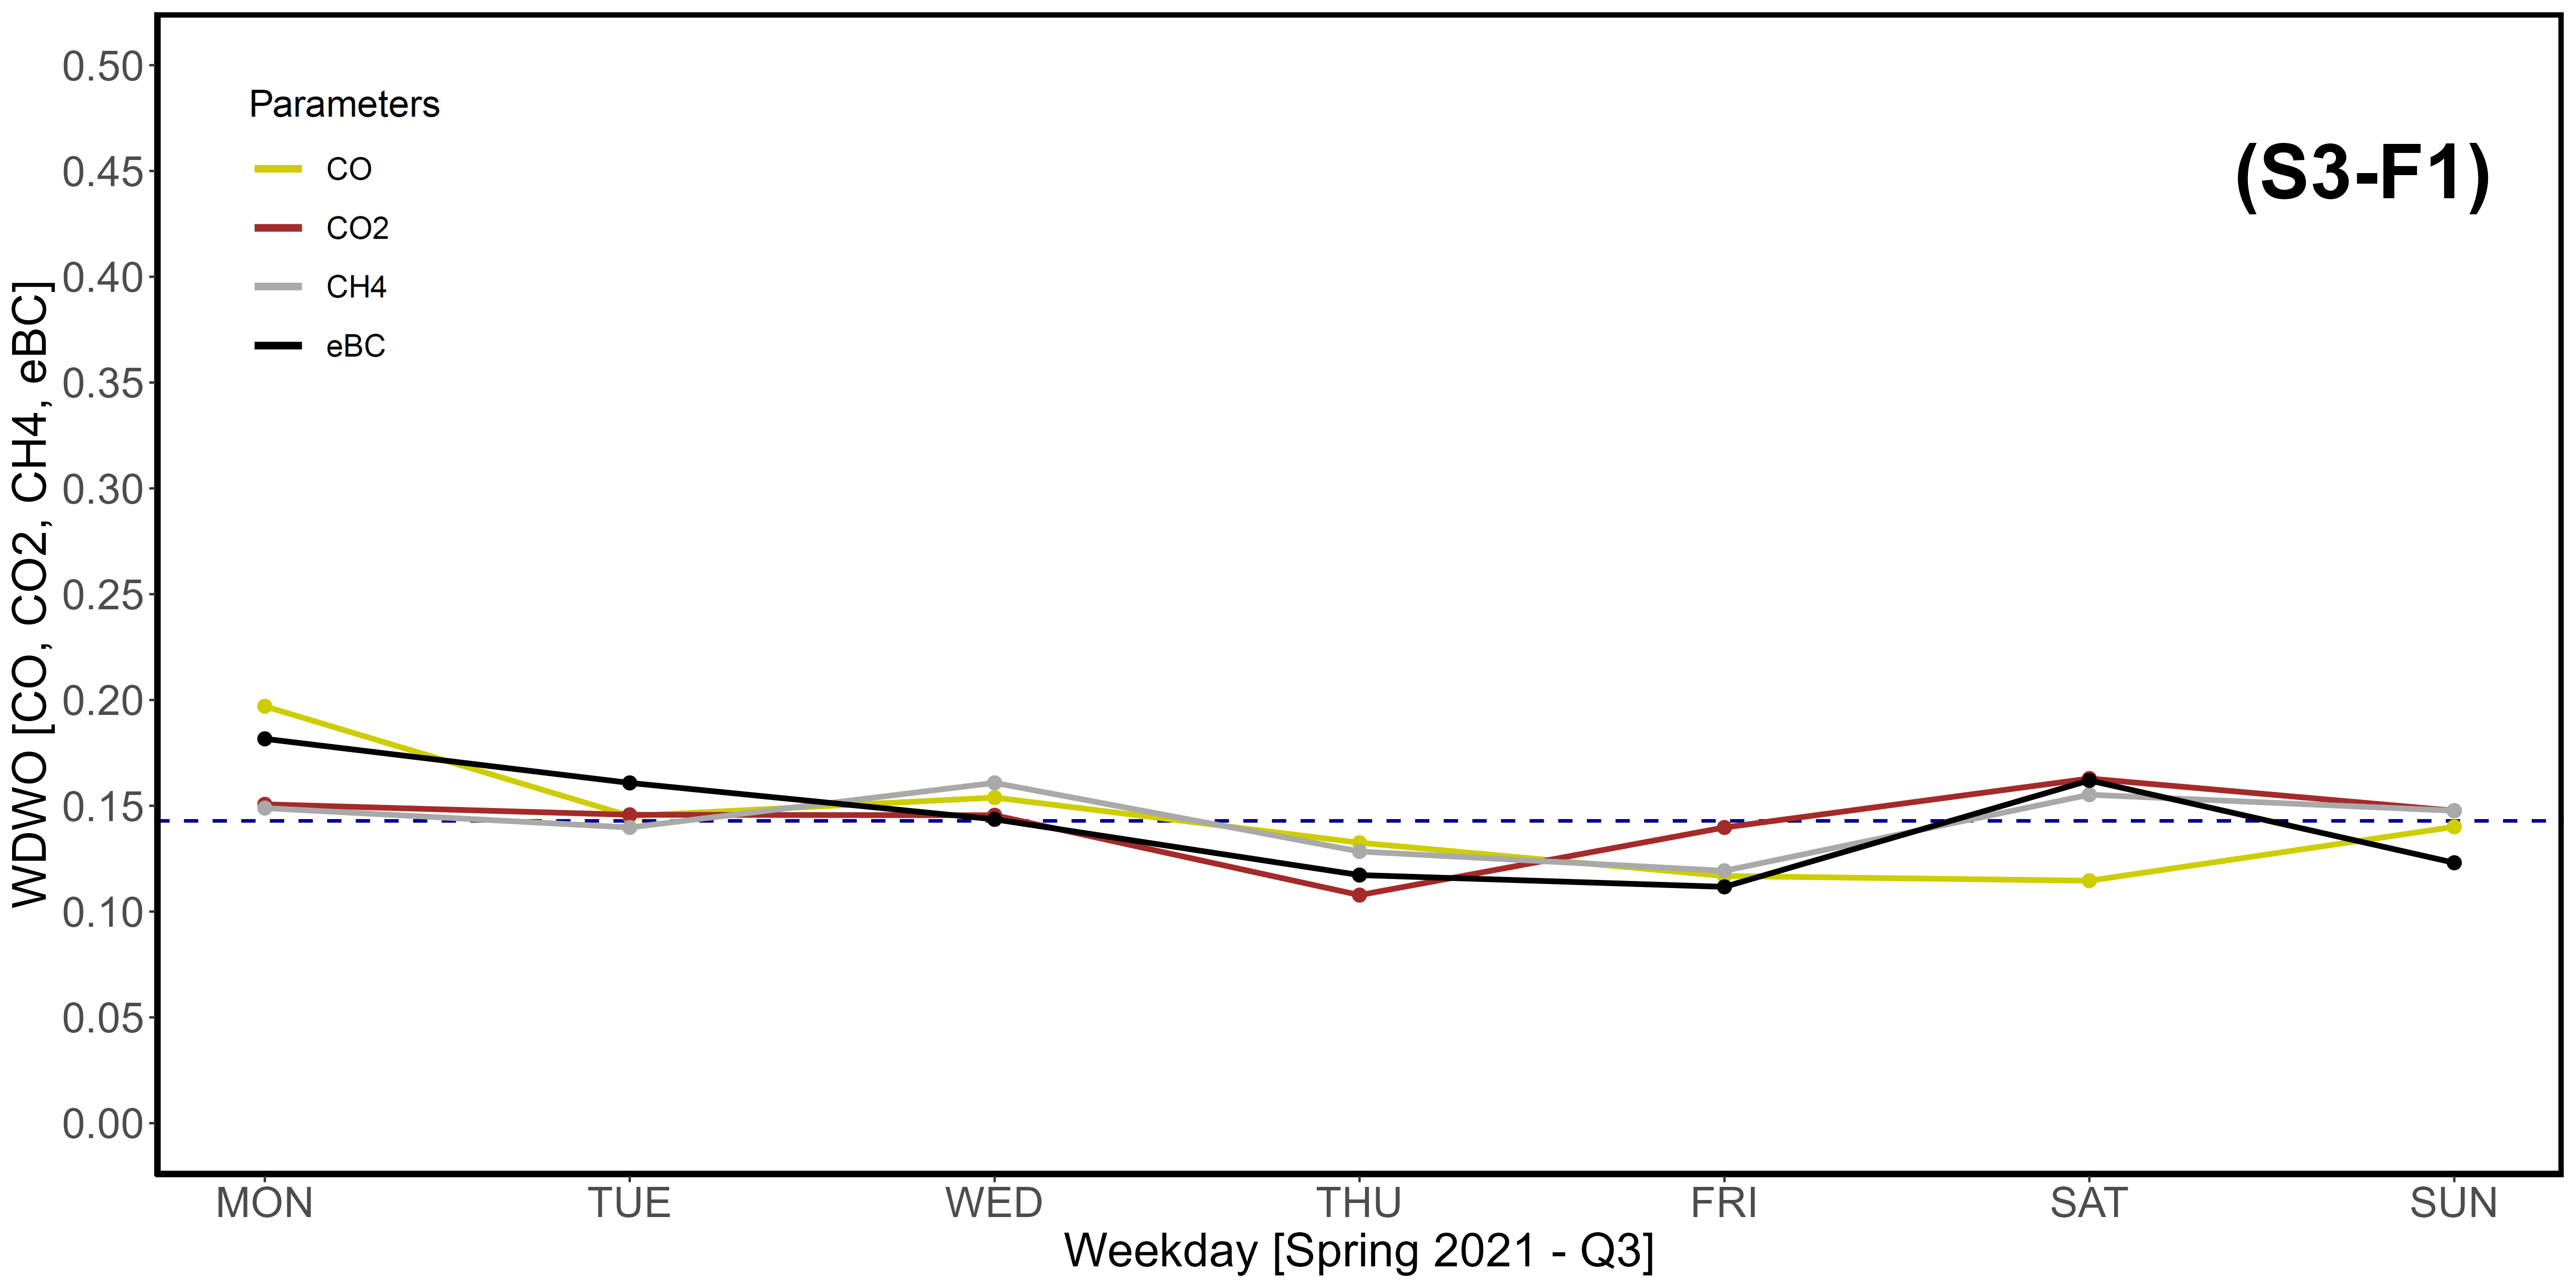 WDWO [CO, CO2, CH4, eBC]
0.50
0.45
0.40
0.35
0.30
0.25
0.20
0.15
0.10
0.05
0.00
Parameters
CO
CO2
CH4
eBC
(S3-F1)
MON TUE WED THU FRI SAT SUN
Weekday [Spring 2021 - Q3]